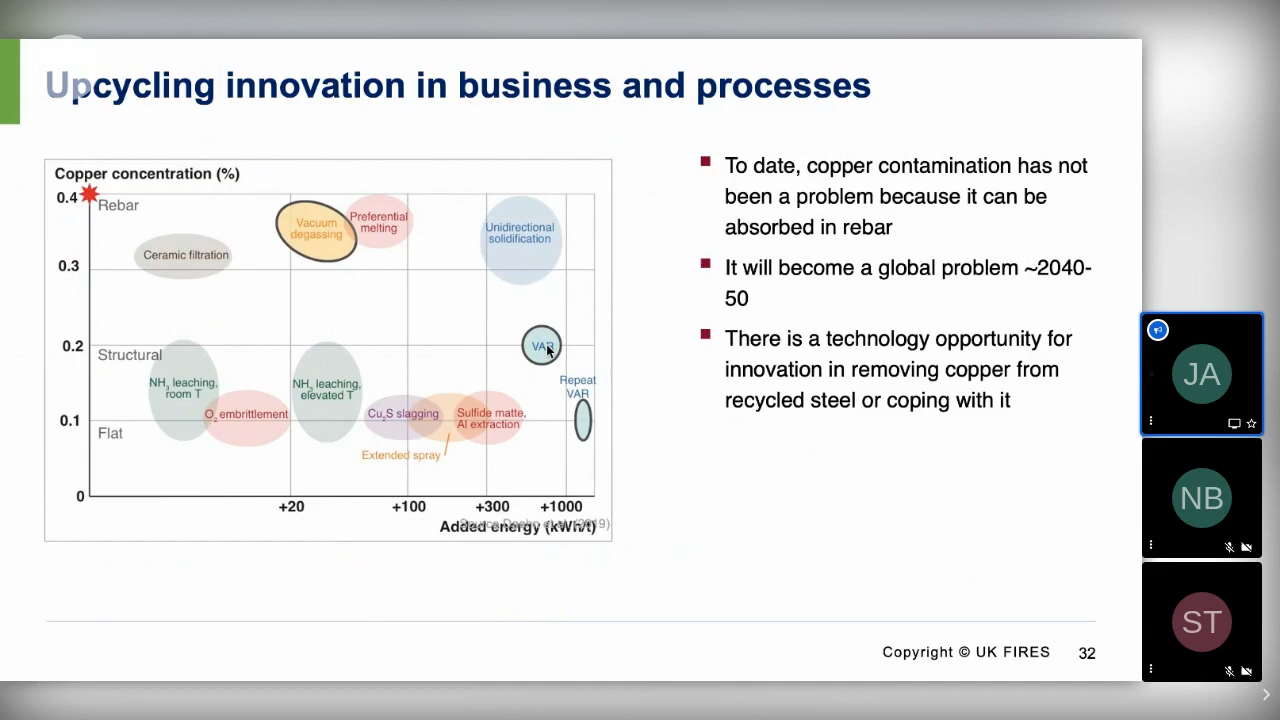 Upcycling innovation in business and processes
Copper concentration (%)
0.4
Rebar
Vacuum
degassing
Preferential
melting
Unidirectional
solidification
Ceramic filtration
0.3
0.2
Structural
VAR
NH3 leaching,
room T
NH3 leaching,
elevated T
Repeat
VAR
O2 embrittlement
Cu2S slagging
Sulfide matte,
Al extraction
0.1
Flat
Extended spray
0
+20
+100
+300
+1000
Added energy (kWh/t)
Source Daehn et al. (2019)
To date, copper contamination has not
been a problem because it can be
absorbed in rebar
It will become a global problem ~2040-
50
There is a technology opportunity for
innovation in removing copper from
recycled steel or coping with it
Copyright © UK FIRES
32
JA
NB
ST